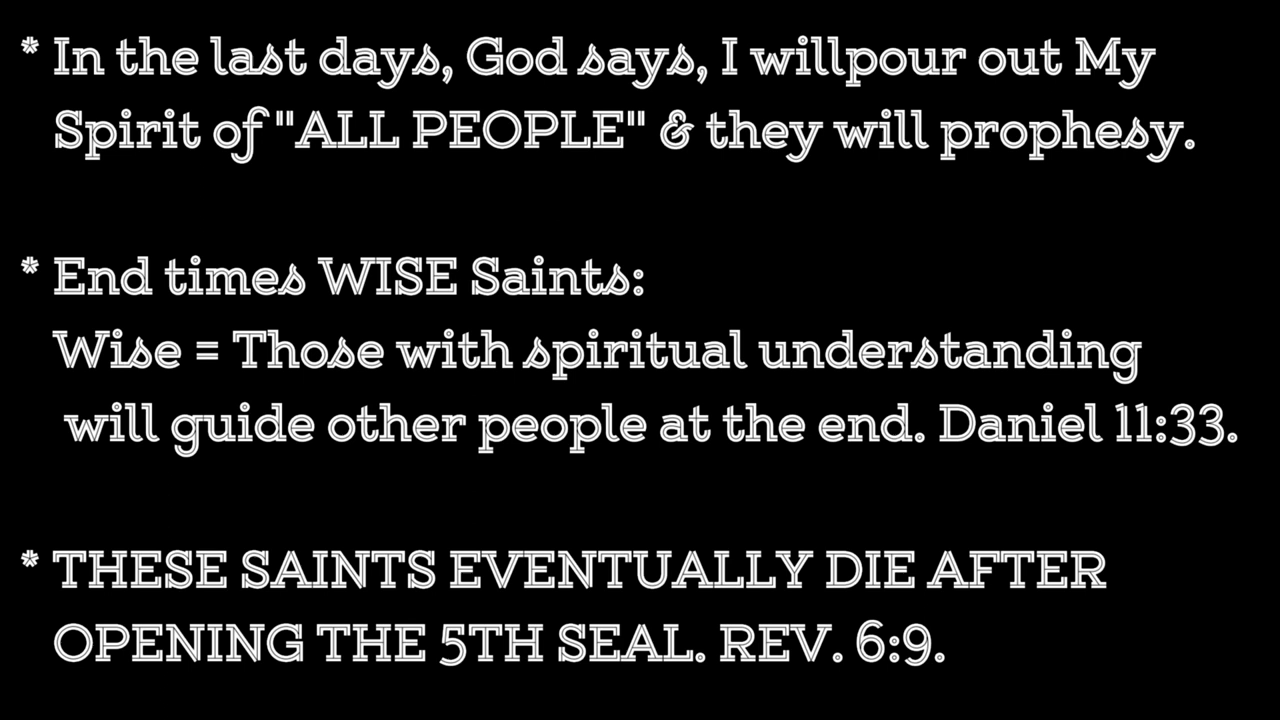 * In the last days, God says, I willpour out My
Spirit of "ALL PEOPLE" & they will prophesy.
* End times WISE Saints:
Wise = Those with spiritual understanding
will guide other people at the end. Daniel 11:33.
* THESE SAINTS EVENTUALLY DIE AFTER
OPENING THE 5TH SEAL. REV. 6:9.